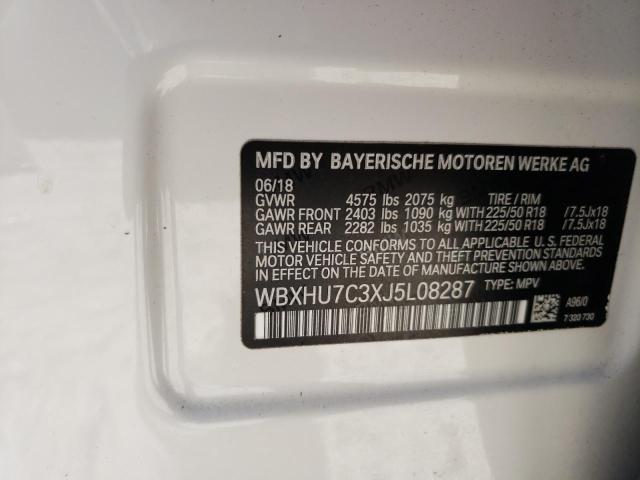 MFD BY BAYERISCHE MOTOREN WERKE AG
06/18
GVWR 4575 lbs 2075 kg TIRE / RIM
GAWR FRONT 2403 lbs 1090 kg WITH 225/50 R18 /7.5Jx18
GAWR REAR 2282 lbs 1035 kg WITH 225/50 R18 /7.5Jx18
THIS VEHICLE CONFORMS TO ALL APPLICABLE U. S. FEDERAL
MOTOR VEHICLE SAFETY AND THEFT PREVENTION STANDARDS
IN EFFECT ON THE DATE OF MANUFACTURE SHOWN ABOVE.
WBXHU7C3XJ5L08287 TYPE: MPV
A96/0
7 320 730